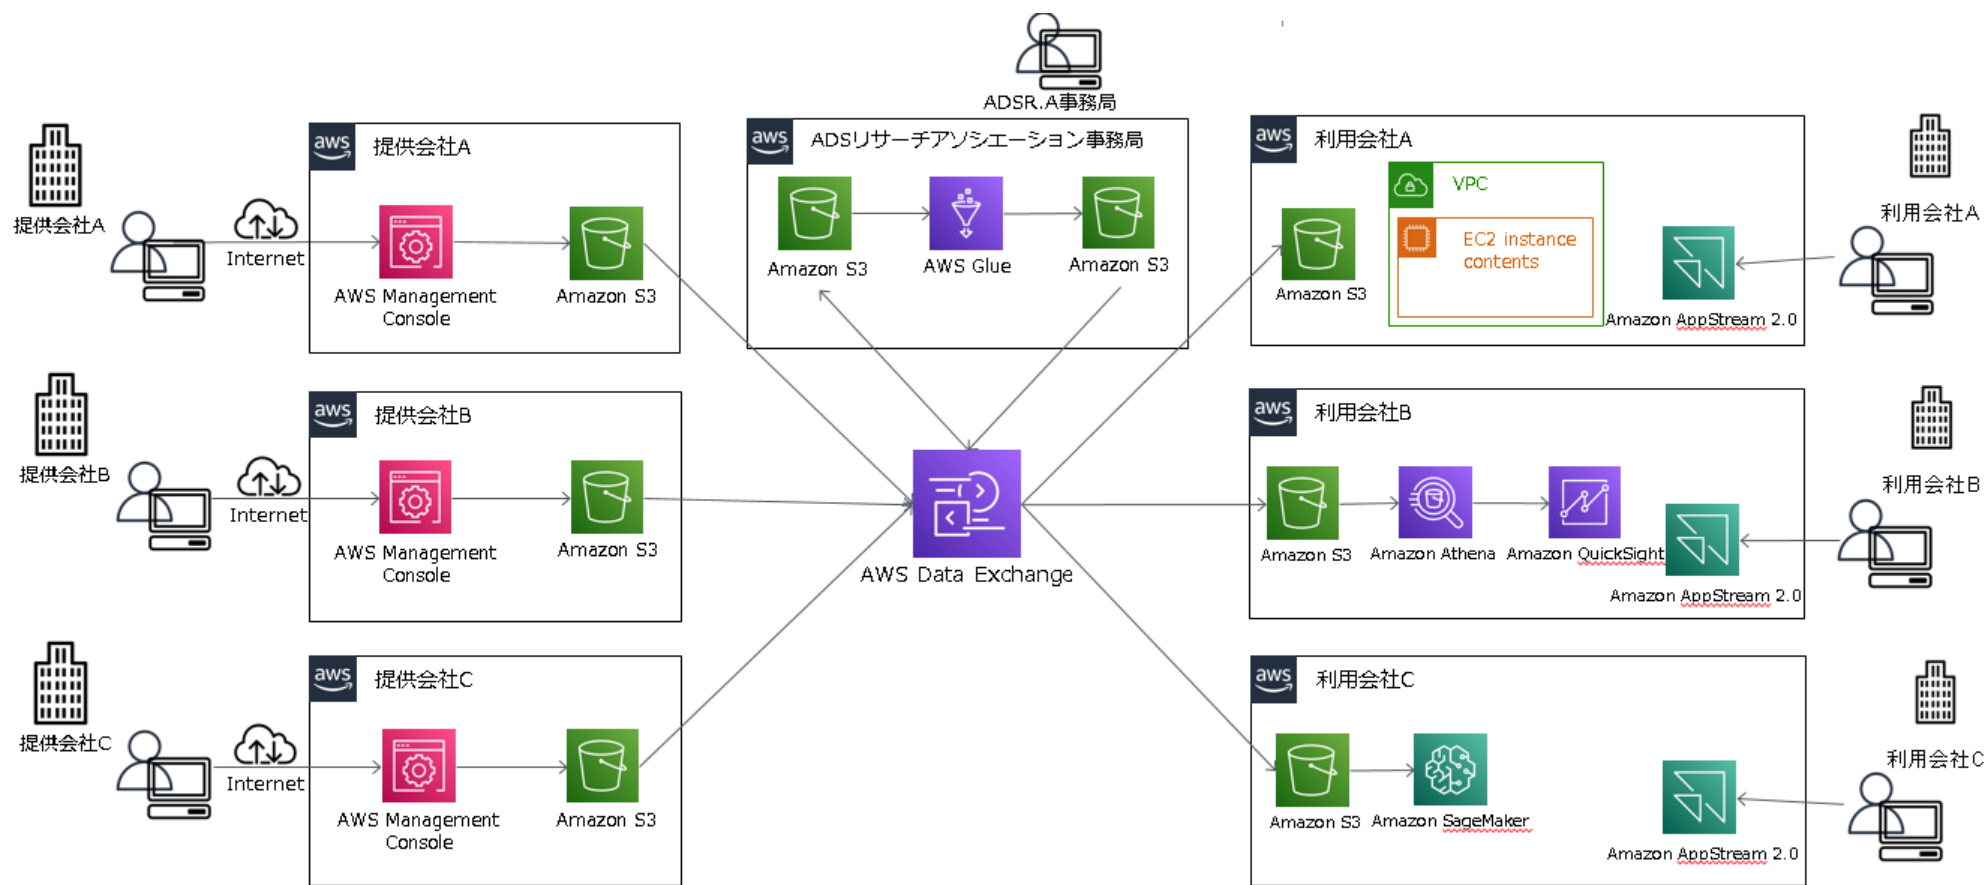 ADSR.A事務局
提供会社A
Internet
aws
提供会社A
AWS Management
Console
Amazon S3
aws
ADSリサーチアソシエーション事務局
Amazon S3
AWS Glue
Amazon S3
aws
利用会社A
Amazon S3
VPC
EC2 instance
contents
Amazon AppStream 2.0
利用会社A
提供会社B
Internet
aws
提供会社B
AWS Management
Console
Amazon S3
AWS Data Exchange
aws
利用会社B
Amazon S3
Amazon Athena
Amazon QuickSight
Amazon AppStream 2.0
利用会社B
提供会社C
Internet
aws
提供会社C
AWS Management
Console
Amazon S3
aws
利用会社C
Amazon S3
Amazon SageMaker
Amazon AppStream 2.0
利用会社C